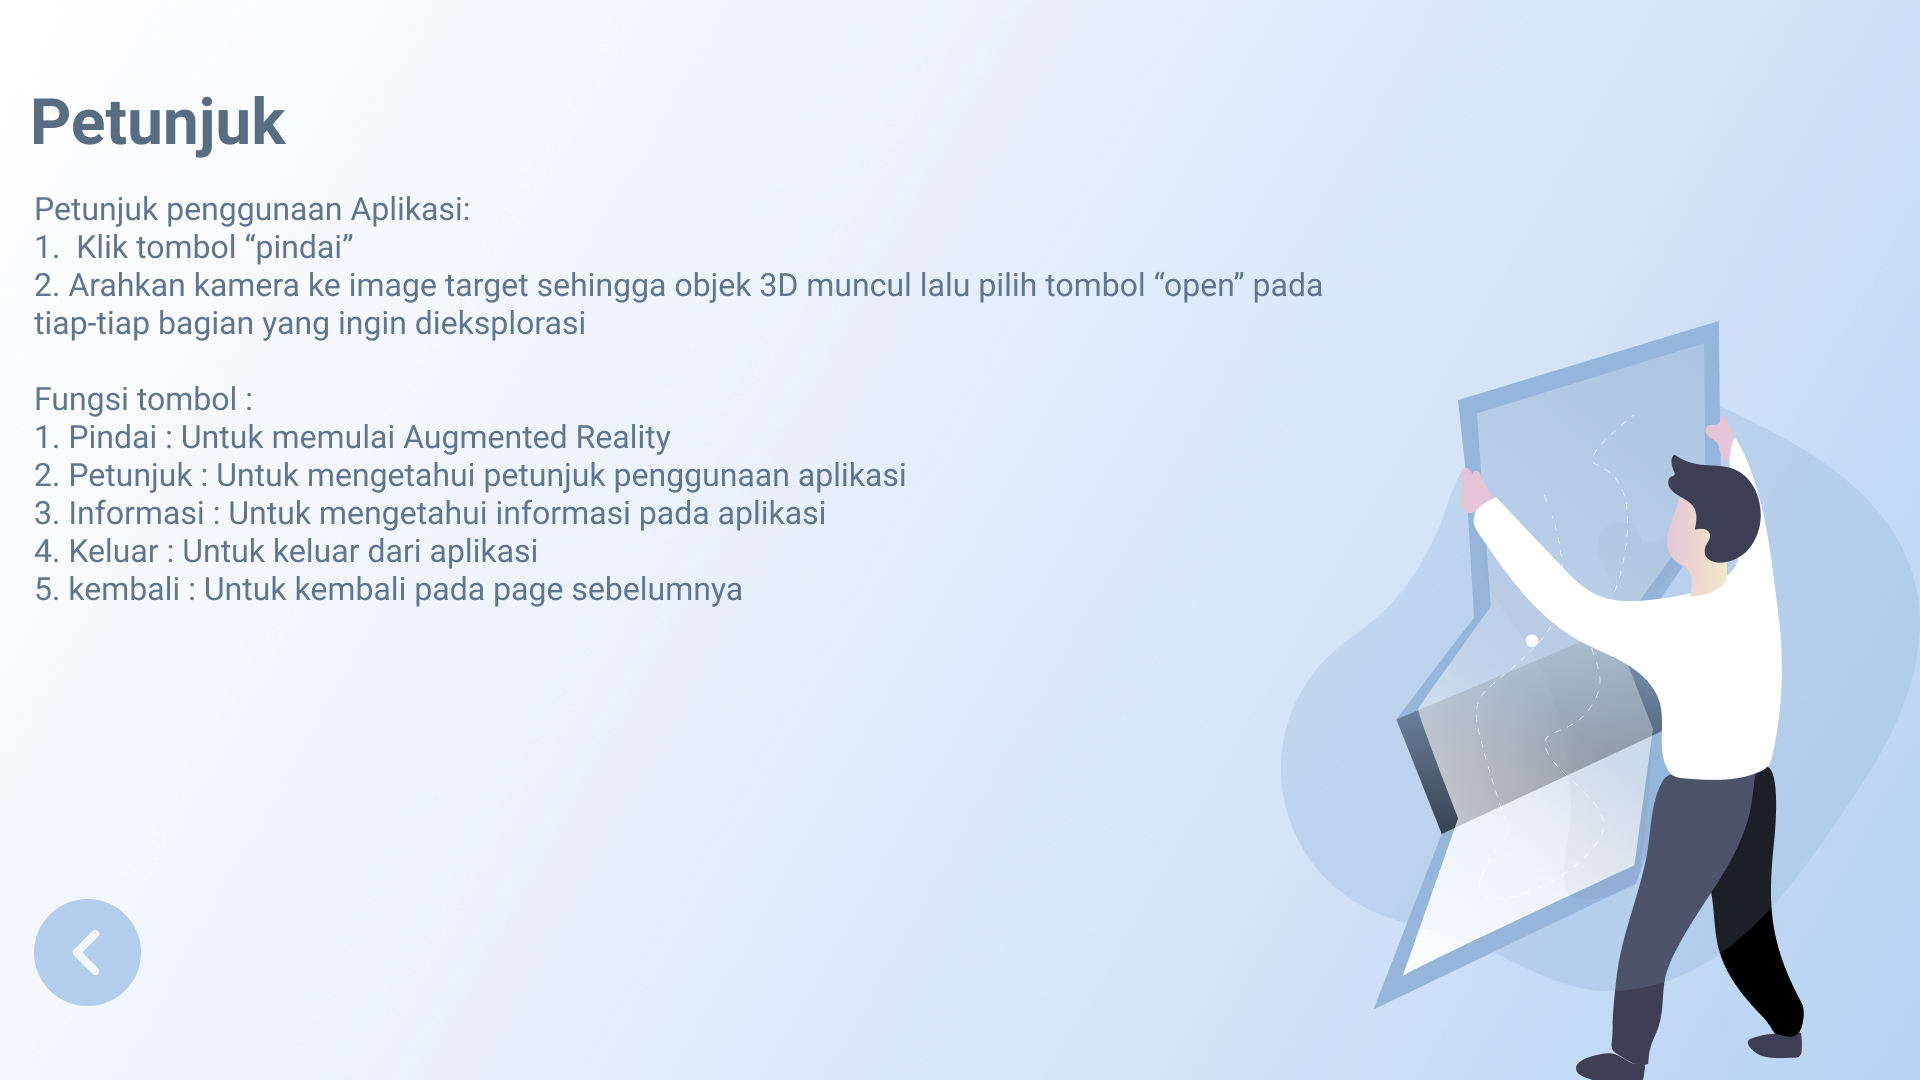 Petunjuk
Petunjuk penggunaan Aplikasi:
1.  Klik tombol “pindai”
2. Arahkan kamera ke image target sehingga objek 3D muncul lalu pilih tombol “open” pada
tiap-tiap bagian yang ingin dieksplorasi
Fungsi tombol :
1. Pindai : Untuk memulai Augmented Reality
2. Petunjuk : Untuk mengetahui petunjuk penggunaan aplikasi
3. Informasi : Untuk mengetahui informasi pada aplikasi
4. Keluar : Untuk keluar dari aplikasi
5. kembali : Untuk kembali pada page sebelumnya